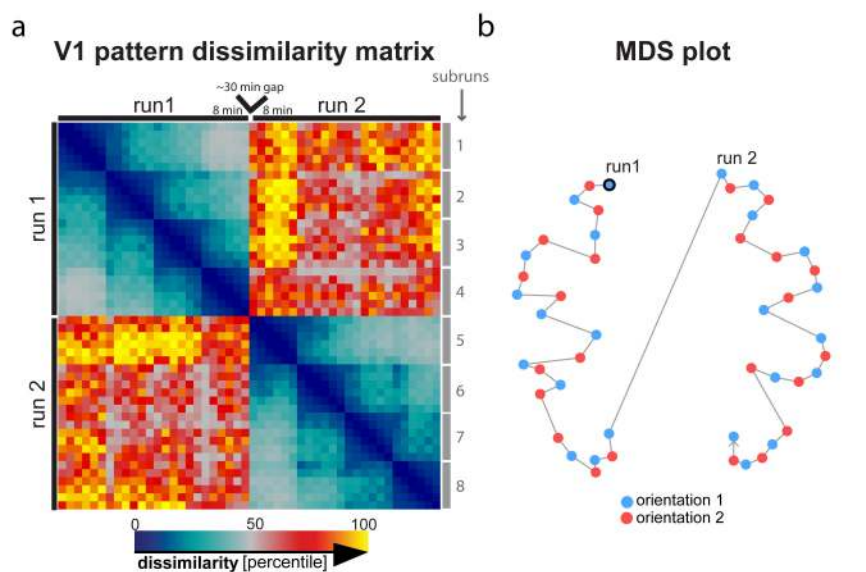 a
V1 pattern dissimilarity matrix
~30 min gap
subruns
run1
8 min
8 min
run 2
run 1
run 2
1
2
3
4
5
6
7
8
0
50
100
dissimilarity [percentile]
b
MDS plot
run1
run 2
orientation 1
orientation 2